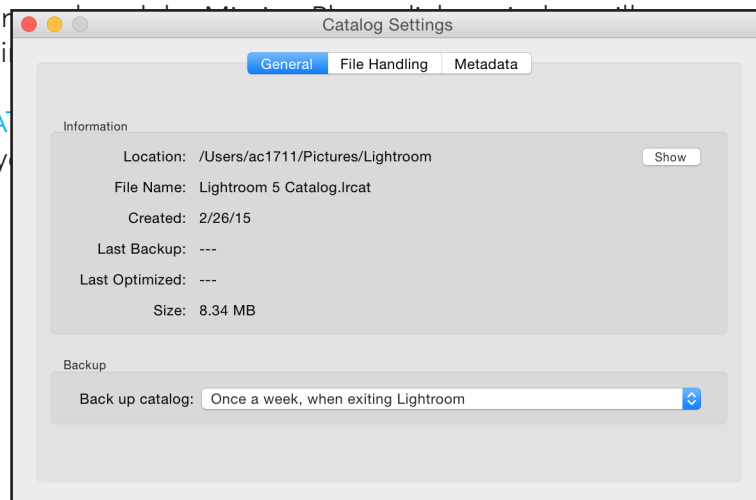 Catalog Settings
General File Handling Metadata
Information
Location: /Users/ac1711/Pictures/Lightroom Show
File Name: Lightroom 5 Catalog.lrcat
Created: 2/26/15
Last Backup: ---
Last Optimized: ---
Size: 8.34 MB
Backup
Back up catalog: Once a week, when exiting Lightroom